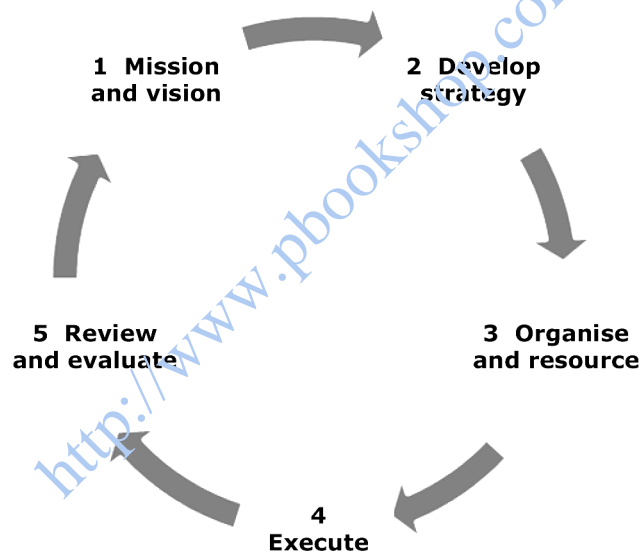 1 Mission
and vision
2 Develop
strategy
3 Organise
and resource
4
Execute
5 Review
and evaluate
http://www.pbookshop.com